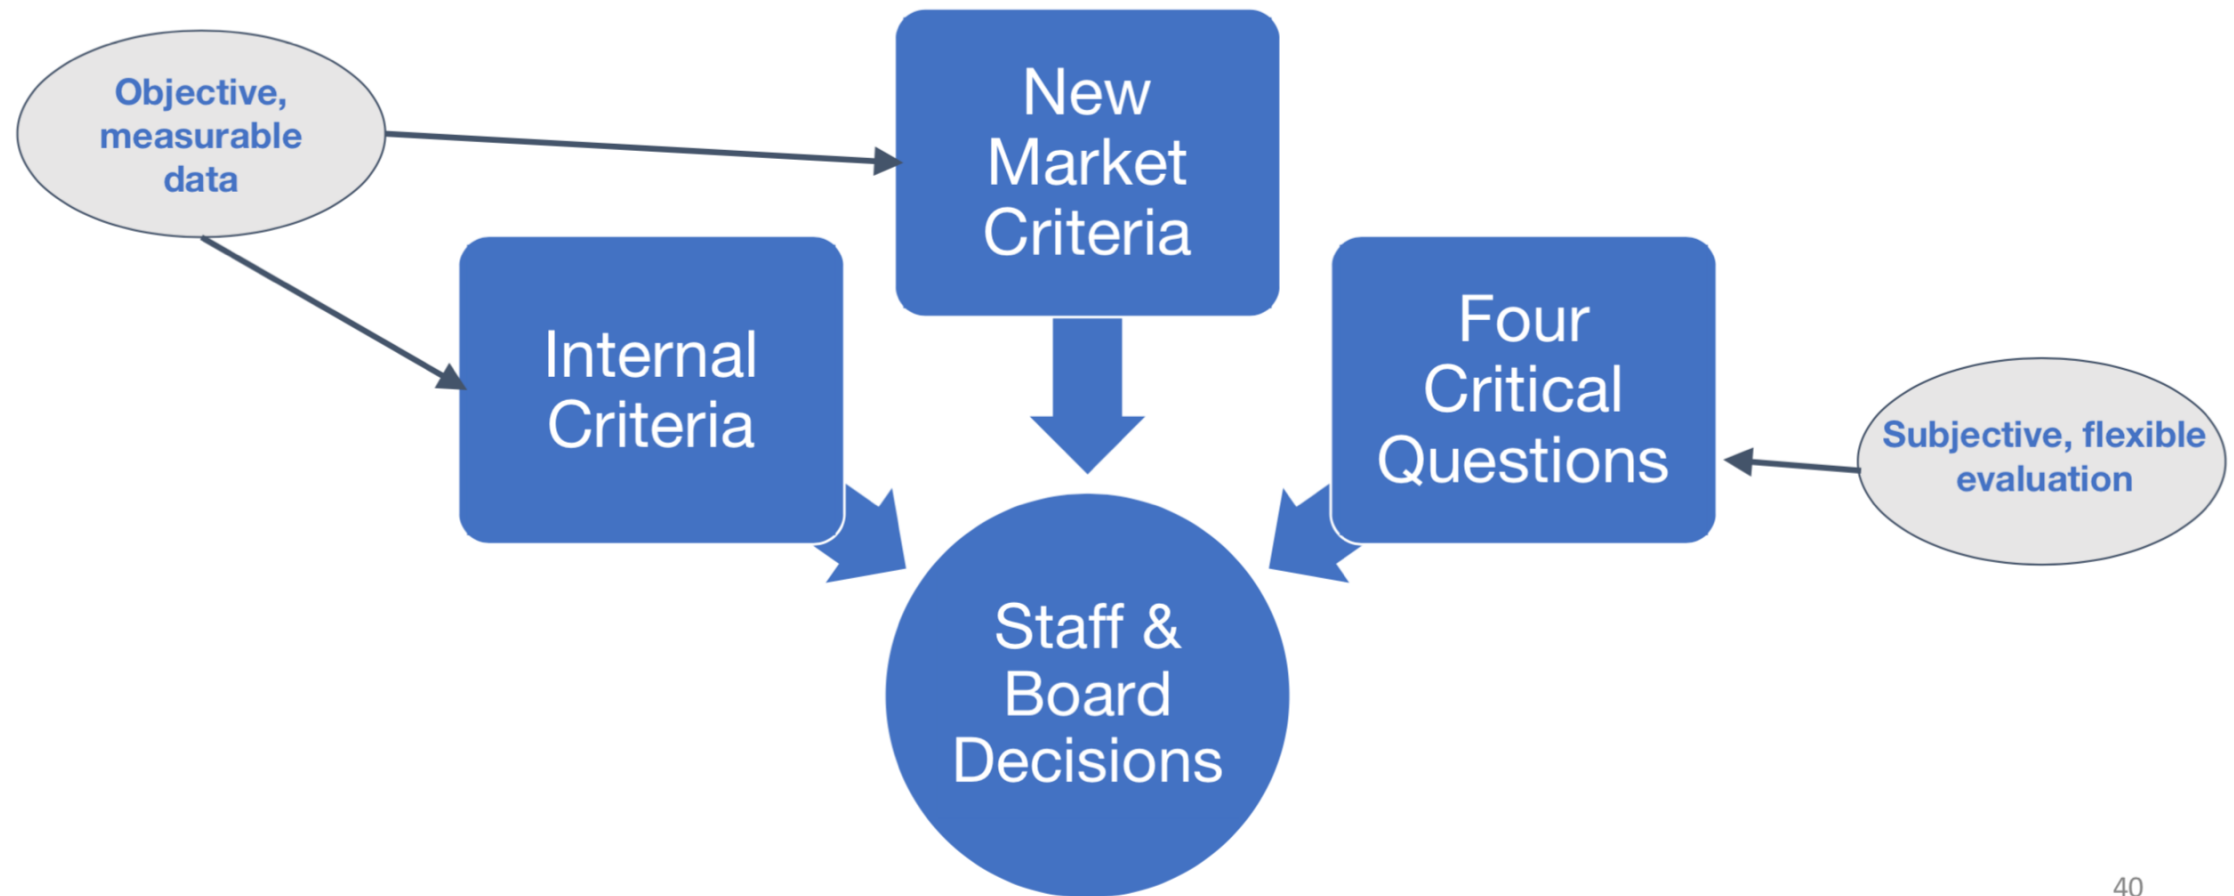 Objective,
measurable
data
New
Market
Criteria
Internal
Criteria
Four
Critical
Questions
Subjective, flexible
evaluation
Staff &
Board
Decisions
40